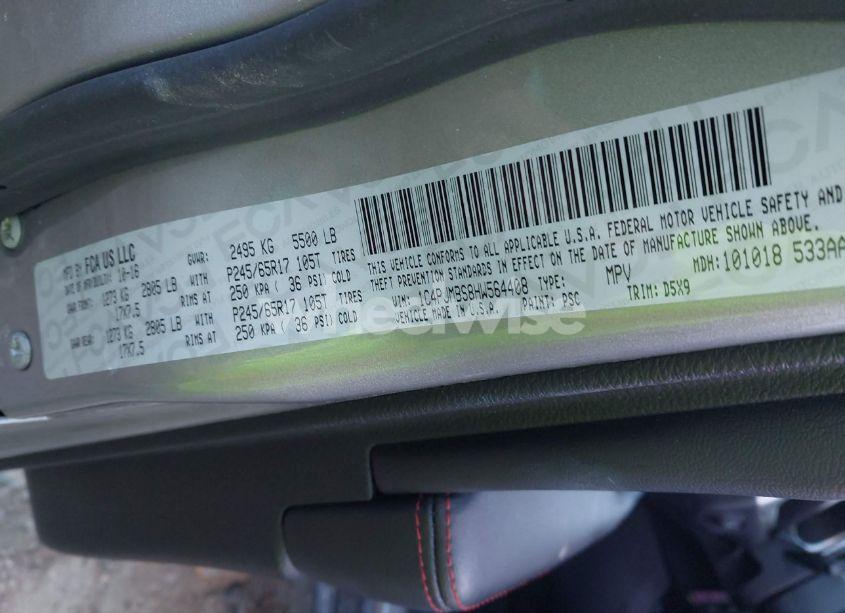 MFD BY FCA US LLC
DATE OF MFR: 10-16 GVWR: 2495 KG 5500 LB
GAWR FRONT: 1273 KG 2805 LB WITH P245/65R17 105T TIRES
17X7.5 RIMS AT 250 KPA ( 36 PSI) COLD
GAWR REAR: 1273 KG 2805 LB WITH P245/65R17 105T TIRES
17X7.5 RIMS AT 250 KPA ( 36 PSI) COLD
THIS VEHICLE CONFORMS TO ALL APPLICABLE U.S.A. FEDERAL MOTOR VEHICLE SAFETY AND
THEFT PREVENTION STANDARDS IN EFFECT ON THE DATE OF MANUFACTURE SHOWN ABOVE.
VIN: 1C4PJMBS8HW564408 TYPE: MPV MDH: 101018 533AA
VEHICLE MADE IN U.S.A. PAINT: PSC TRIM: D5X9